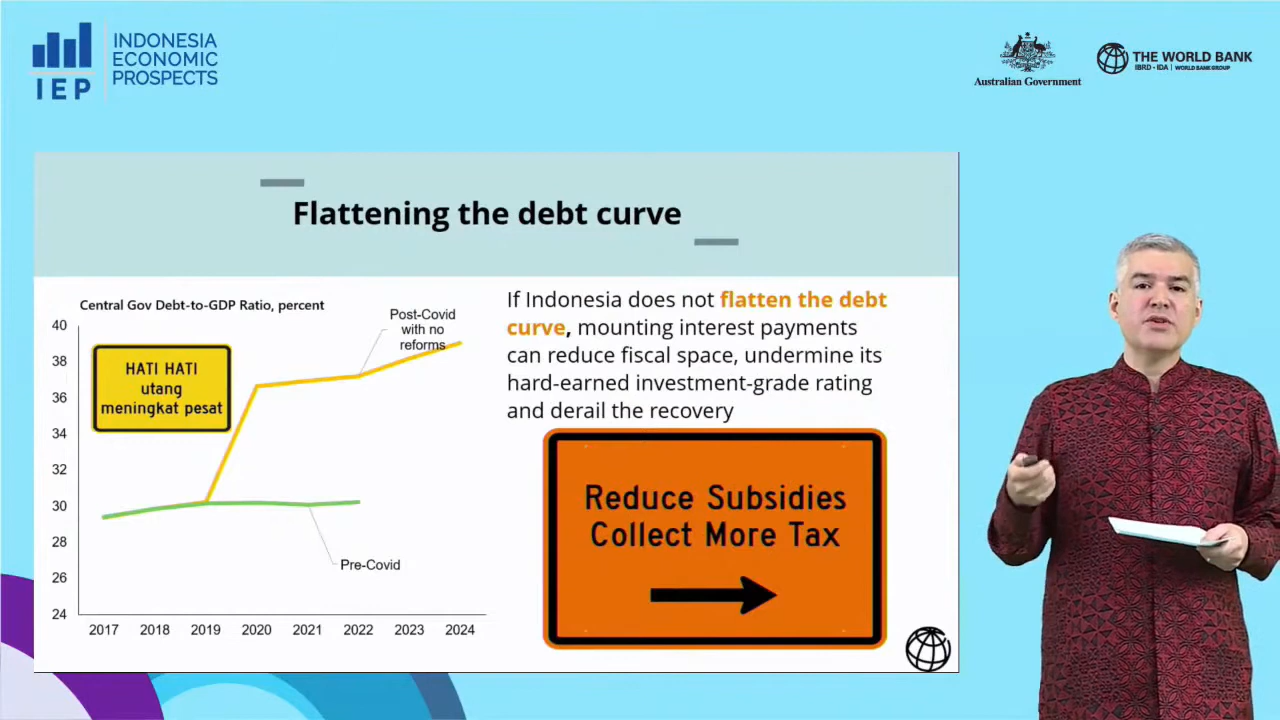 INDONESIA
ECONOMIC
PROSPECTS
IEP
Australian Government
THE WORLD BANK
IBRD • IDA | WORLD BANK GROUP
Flattening the debt curve
Central Gov Debt-to-GDP Ratio, percent
40
38
36
34
32
30
28
26
24
2017 2018 2019 2020 2021 2022 2023 2024
HATI HATI
utang
meningkat pesat
Post-Covid
with no
reforms
Pre-Covid
If Indonesia does not flatten the debt
curve, mounting interest payments
can reduce fiscal space, undermine its
hard-earned investment-grade rating
and derail the recovery
Reduce Subsidies
Collect More Tax